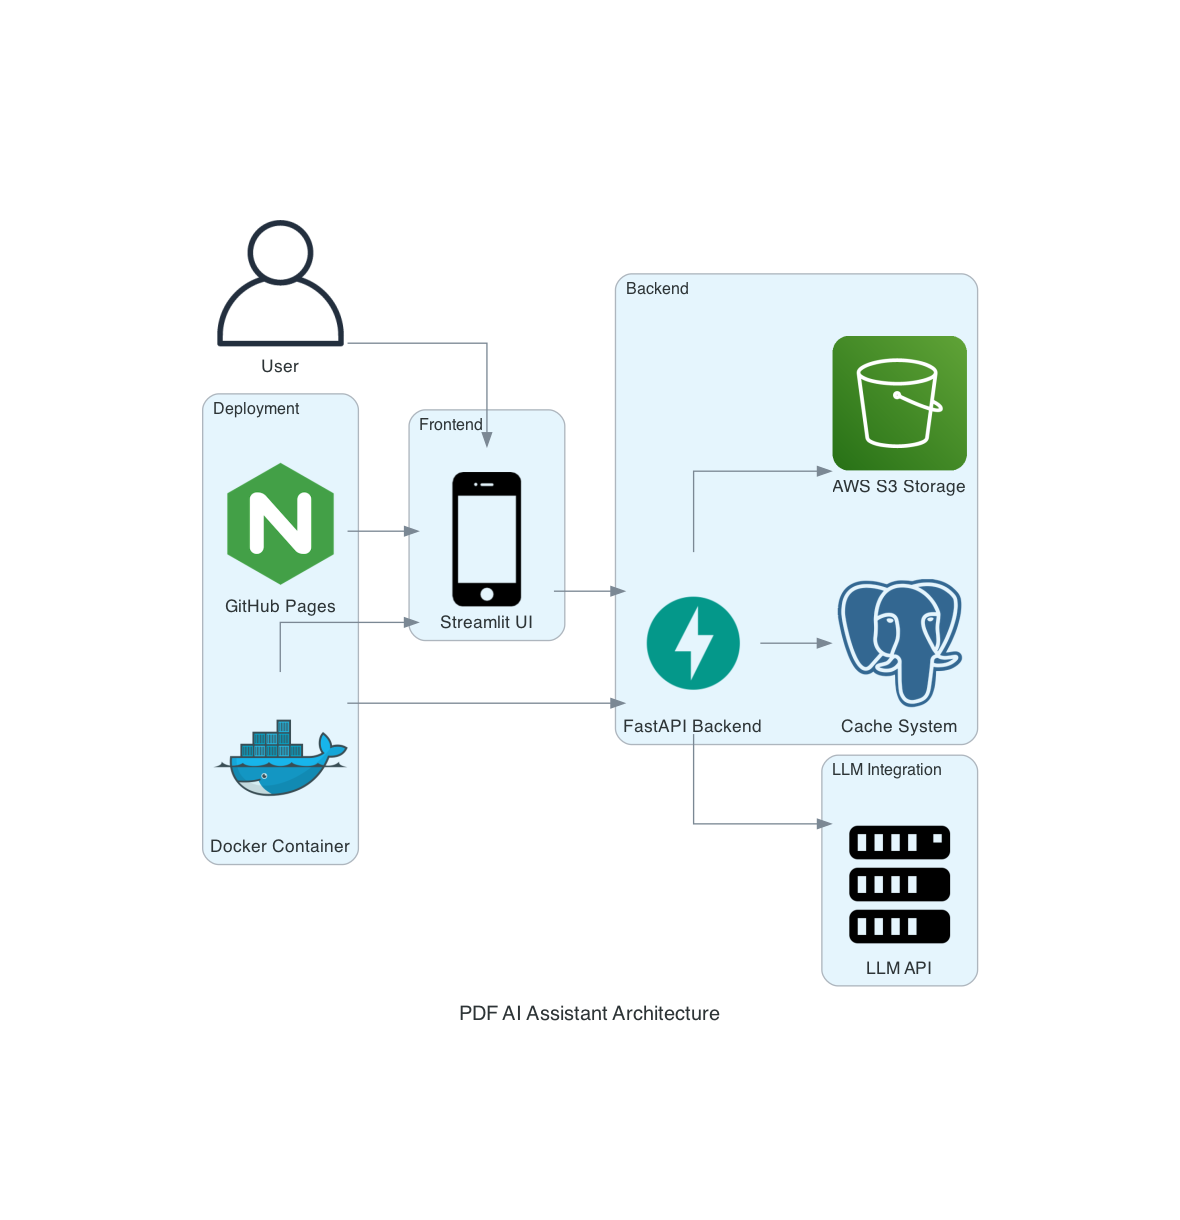 User
Deployment
GitHub Pages
Docker Container
Frontend
Streamlit UI
Backend
AWS S3 Storage
FastAPI Backend
Cache System
LLM Integration
LLM API
PDF AI Assistant Architecture